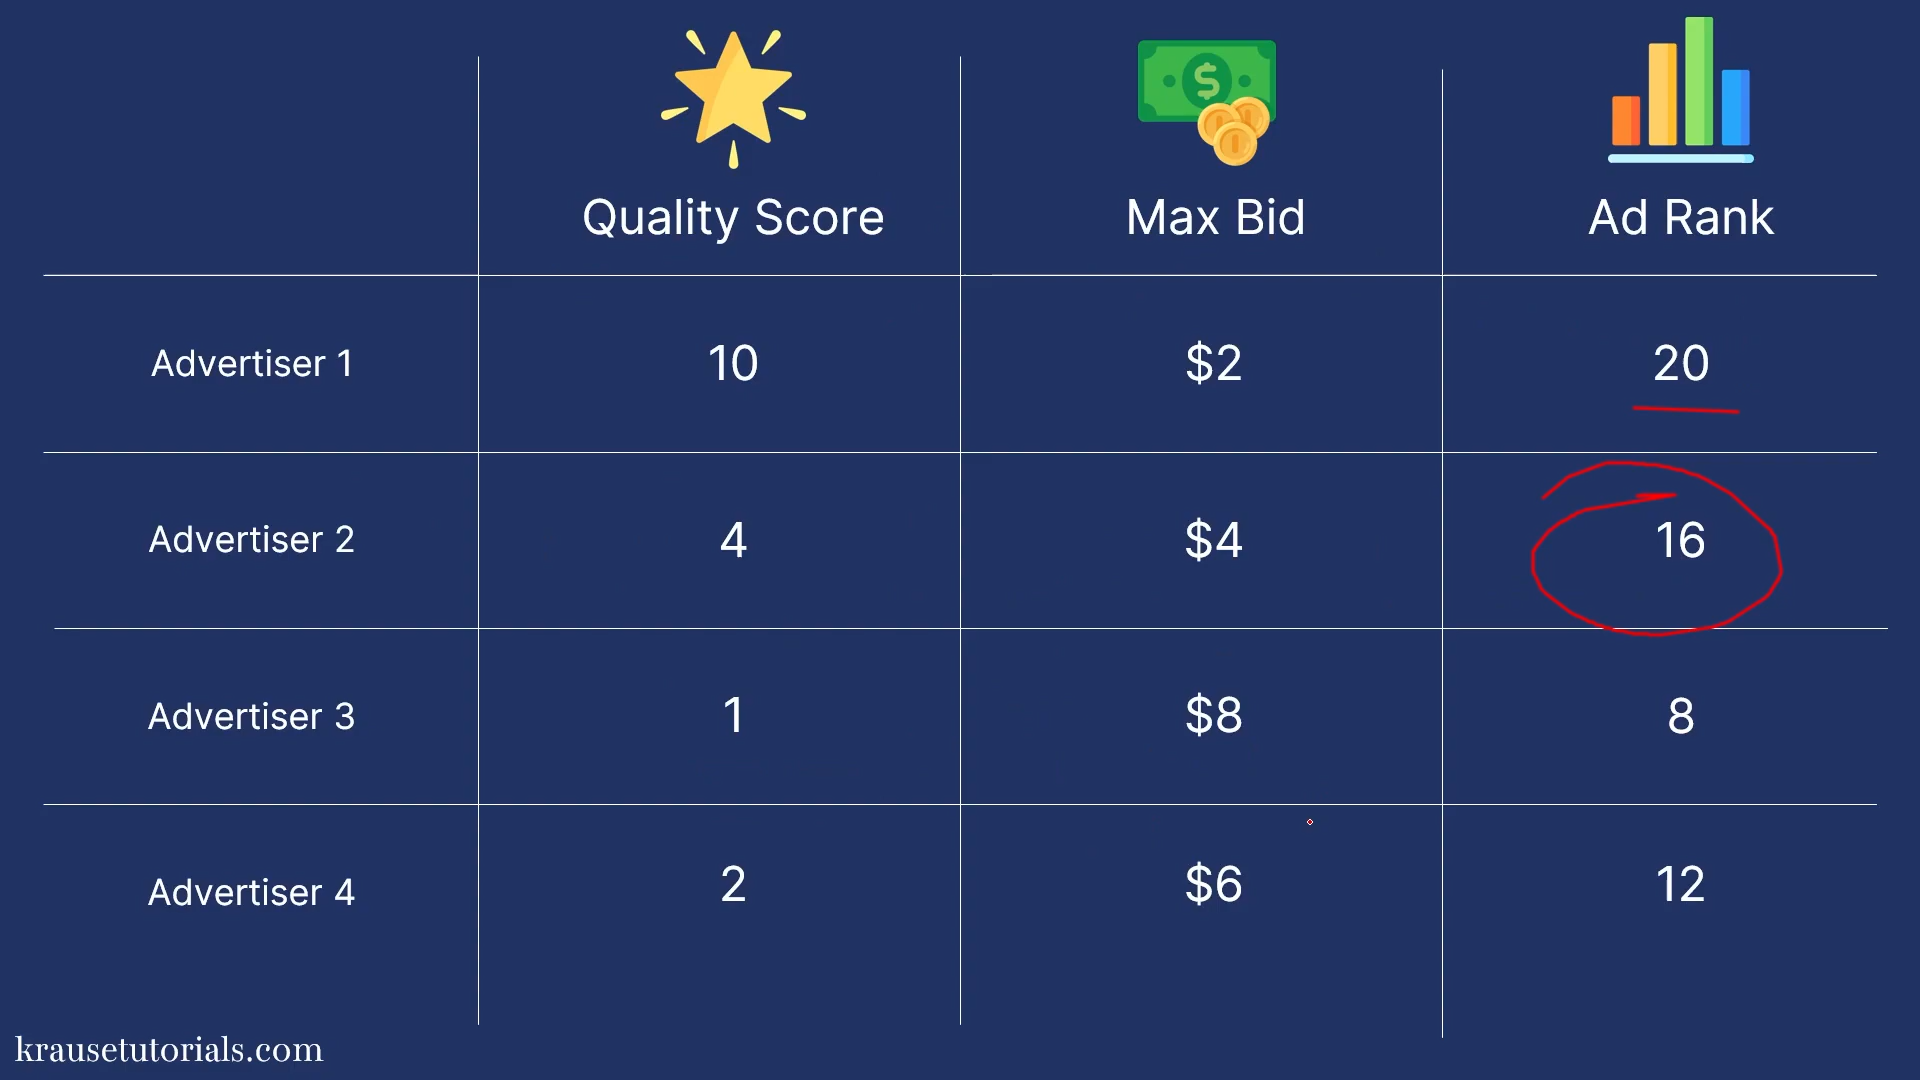 Quality Score
Max Bid
Ad Rank
Advertiser 1
10
$2
20
Advertiser 2
4
$4
16
Advertiser 3
1
$8
8
Advertiser 4
2
$6
12
krausetutorials.com